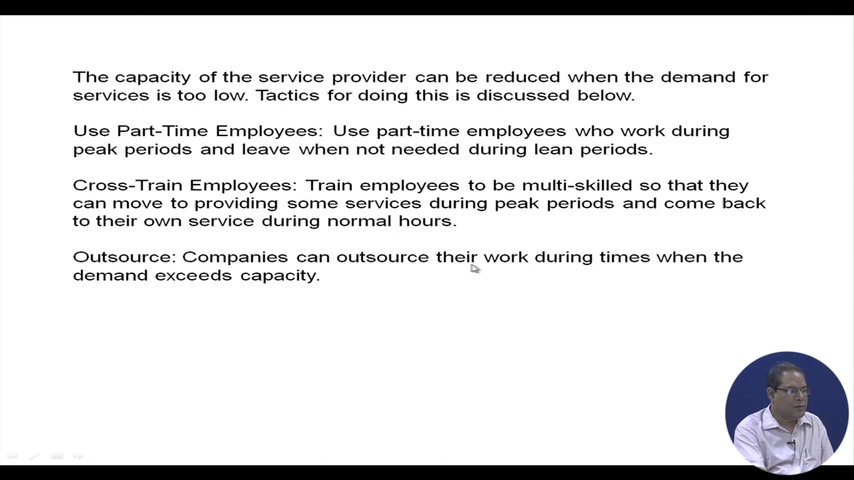 The capacity of the service provider can be reduced when the demand for
services is too low. Tactics for doing this is discussed below.
Use Part-Time Employees: Use part-time employees who work during
peak periods and leave when not needed during lean periods.
Cross-Train Employees: Train employees to be multi-skilled so that they
can move to providing some services during peak periods and come back
to their own service during normal hours.
Outsource: Companies can outsource their work during times when the
demand exceeds capacity.